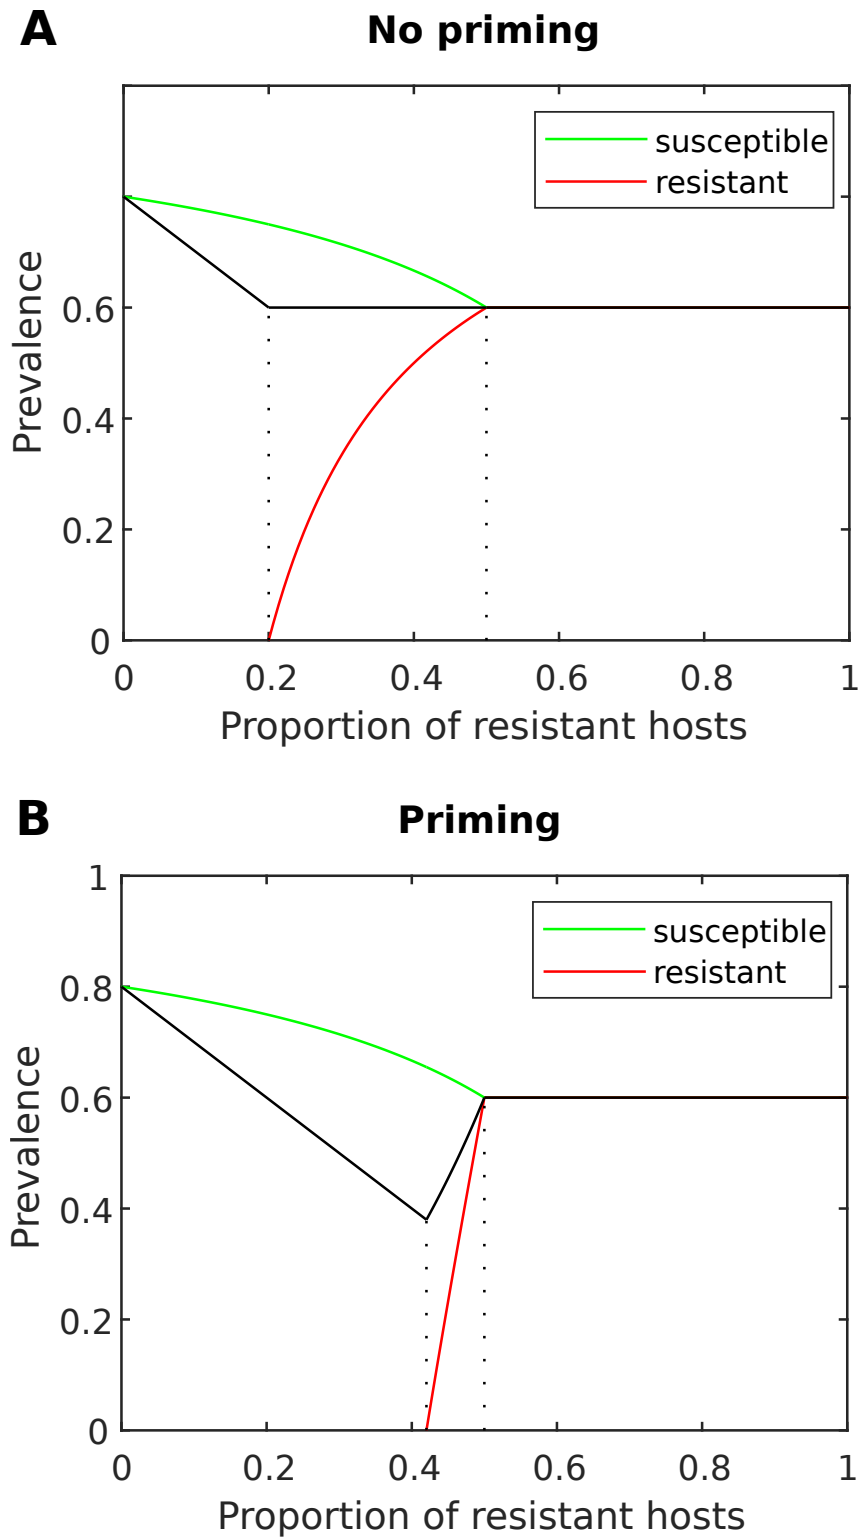 A
No priming
susceptible
resistant
Prevalence
0.6
0.4
0.2
0
0 0.2 0.4 0.6 0.8 1
Proportion of resistant hosts
B
Priming
1
susceptible
resistant
0.8
Prevalence
0.6
0.4
0.2
0
0 0.2 0.4 0.6 0.8 1
Proportion of resistant hosts